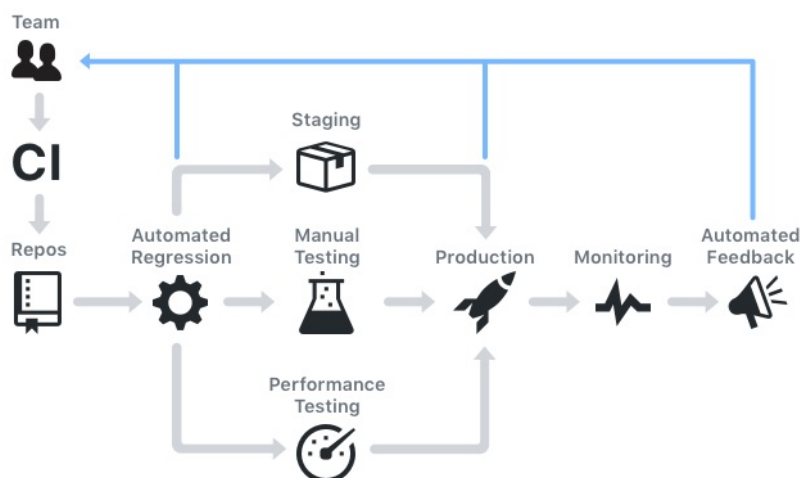 Team
CI
Staging
Repos
Automated
Regression
Manual
Testing
Production
Monitoring
Automated
Feedback
Performance
Testing